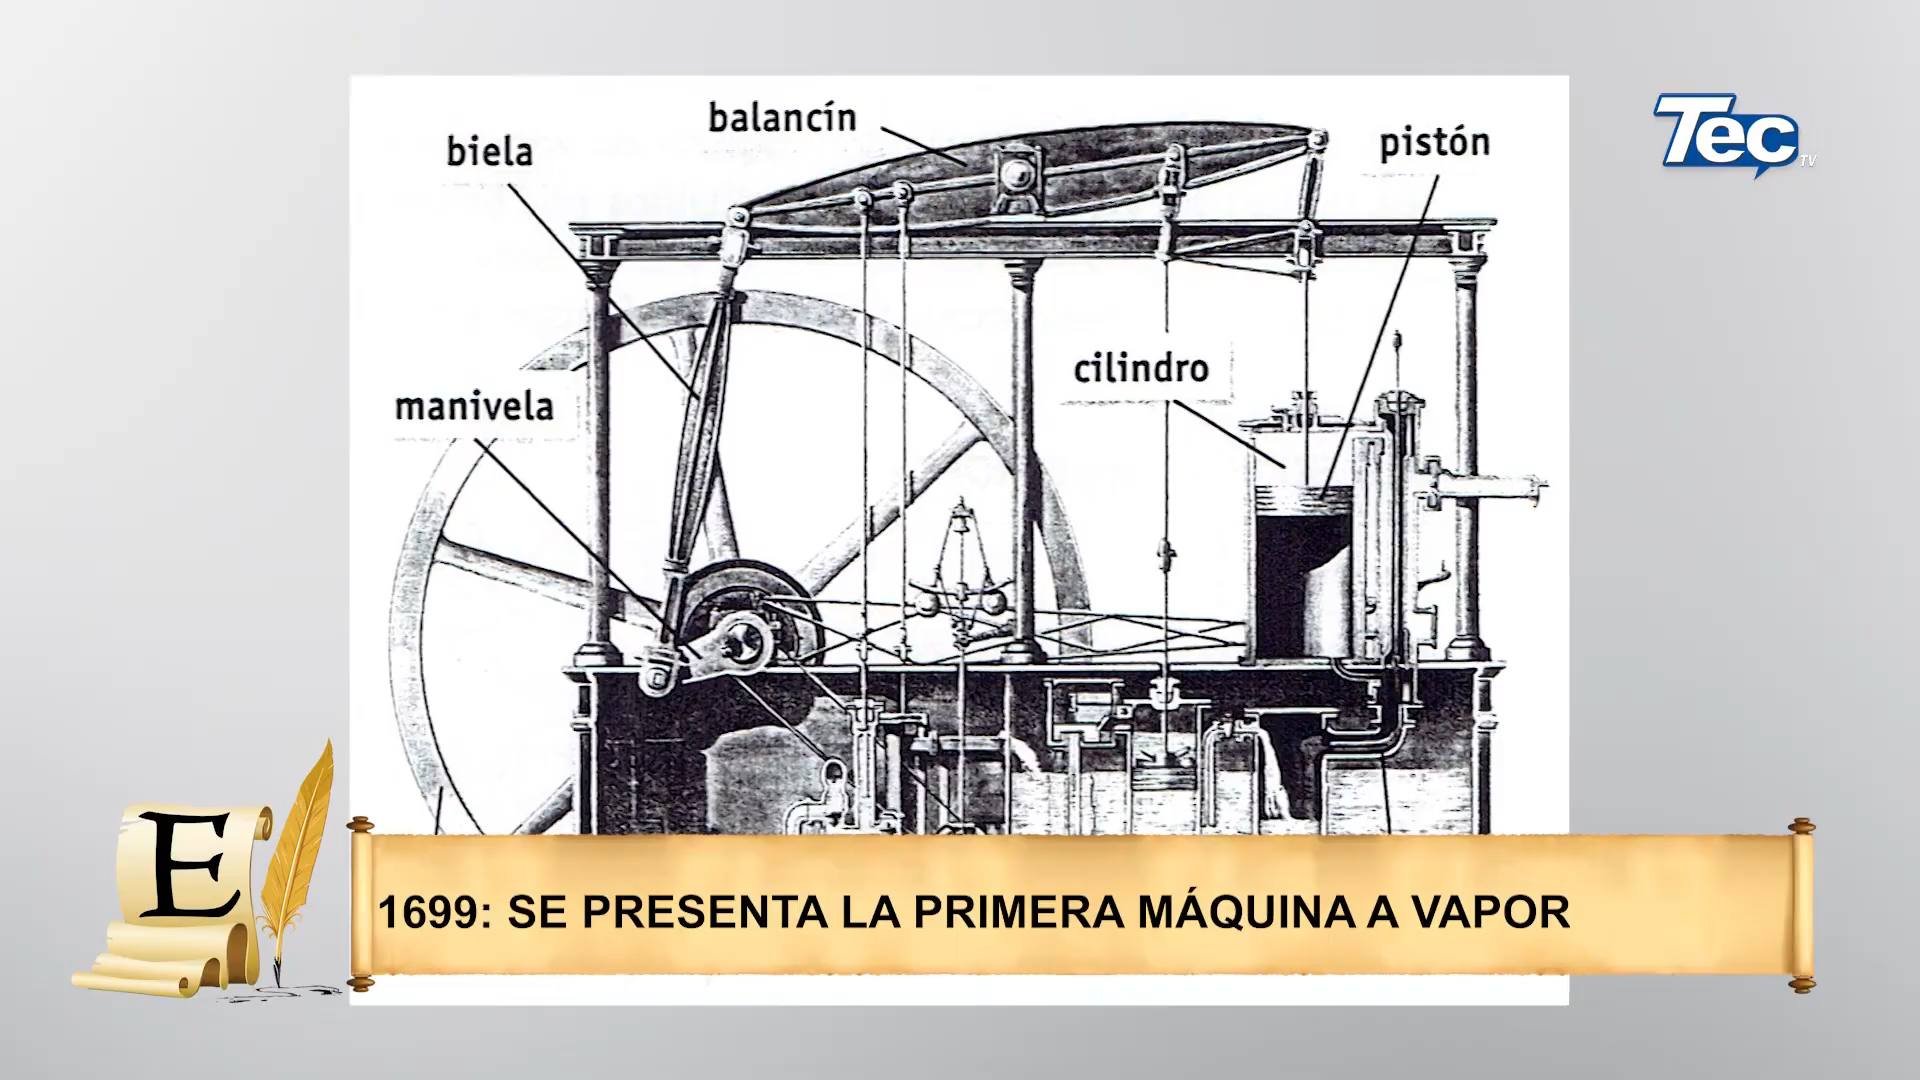 balancín
biela
pistón
Tec
TV
cilindro
manivela
E
1699: SE PRESENTA LA PRIMERA MÁQUINA A VAPOR